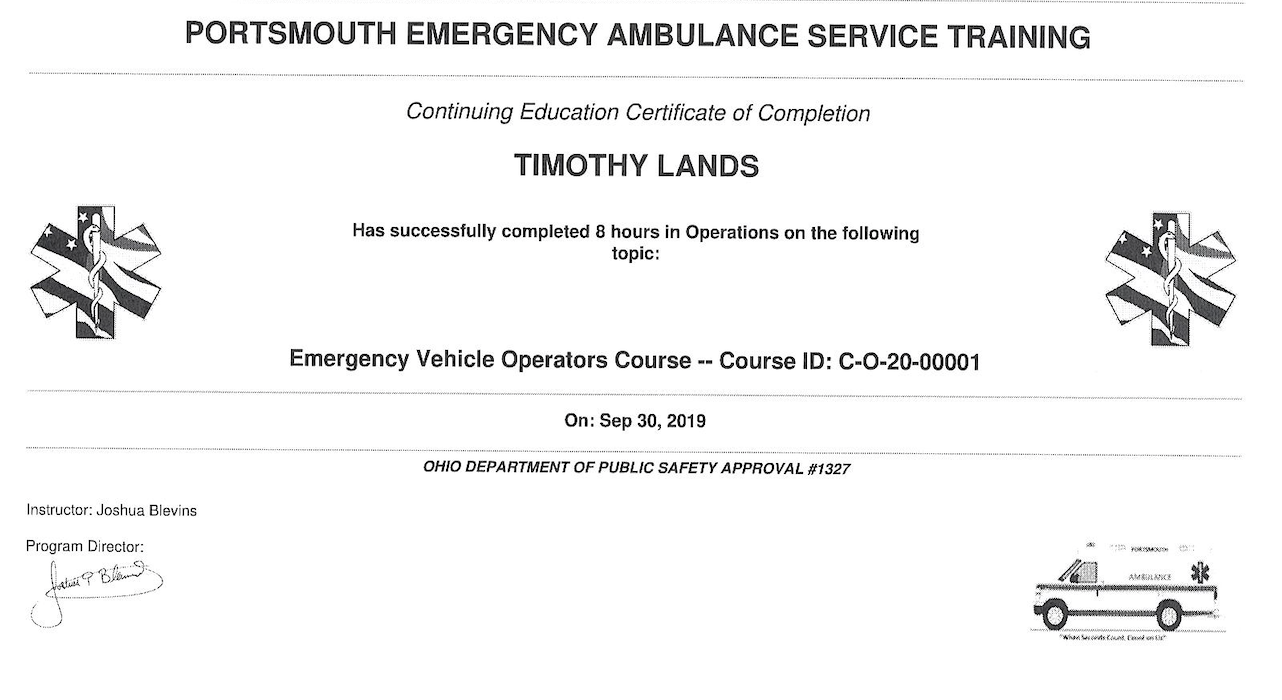 PORTSMOUTH EMERGENCY AMBULANCE SERVICE TRAINING
Continuing Education Certificate of Completion
TIMOTHY LANDS
Has successfully completed 8 hours in Operations on the following
topic:
Emergency Vehicle Operators Course -- Course ID: C-O-20-00001
On: Sep 30, 2019
OHIO DEPARTMENT OF PUBLIC SAFETY APPROVAL #1327
Instructor: Joshua Blevins
Program Director:
PORTSMOUTH
AMBULANCE
"When Seconds Count, Count on Us"